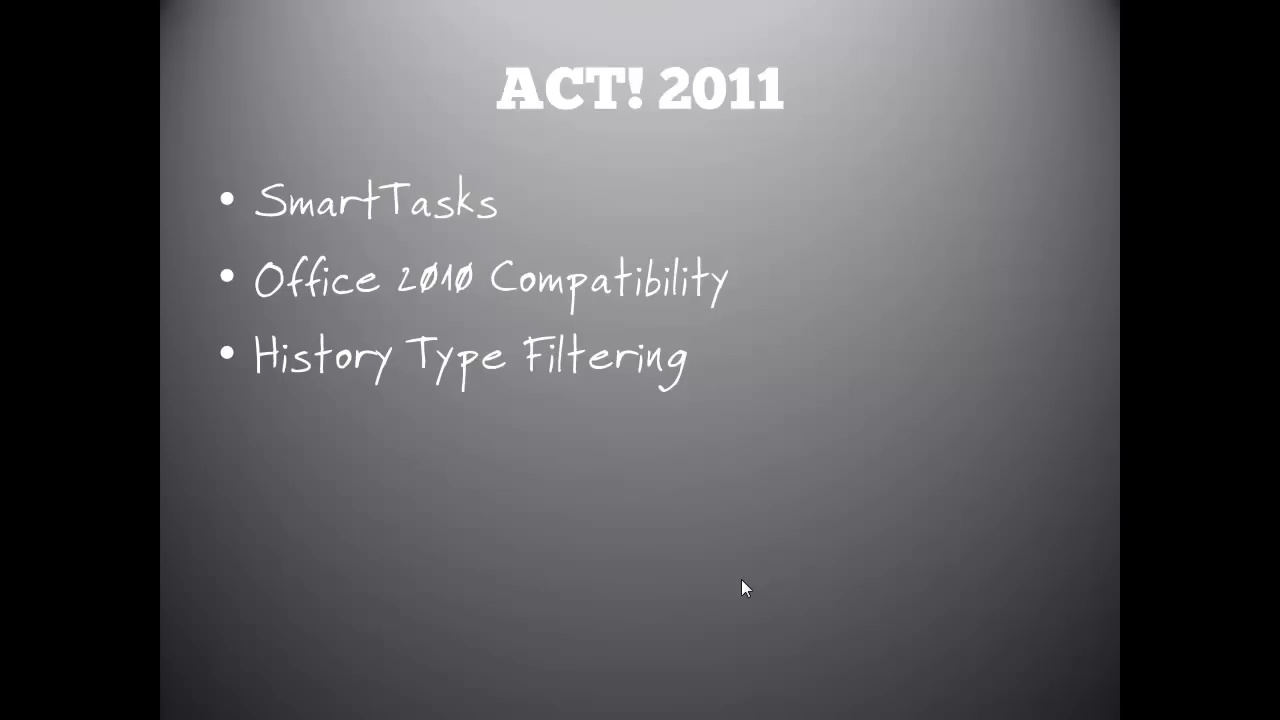 ACT! 2011
• SmartTasks
• Office 2010 Compatibility
• History Type Filtering